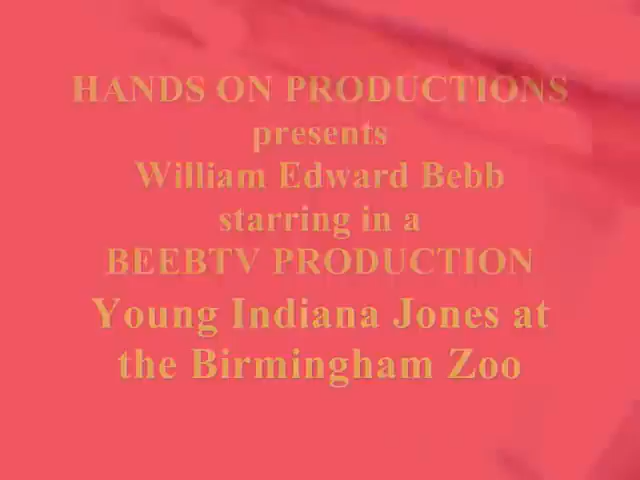 HANDS ON PRODUCTIONS
presents
William Edward Bebb
starring in a
BEEBTV PRODUCTION
Young Indiana Jones at
the Birmingham Zoo